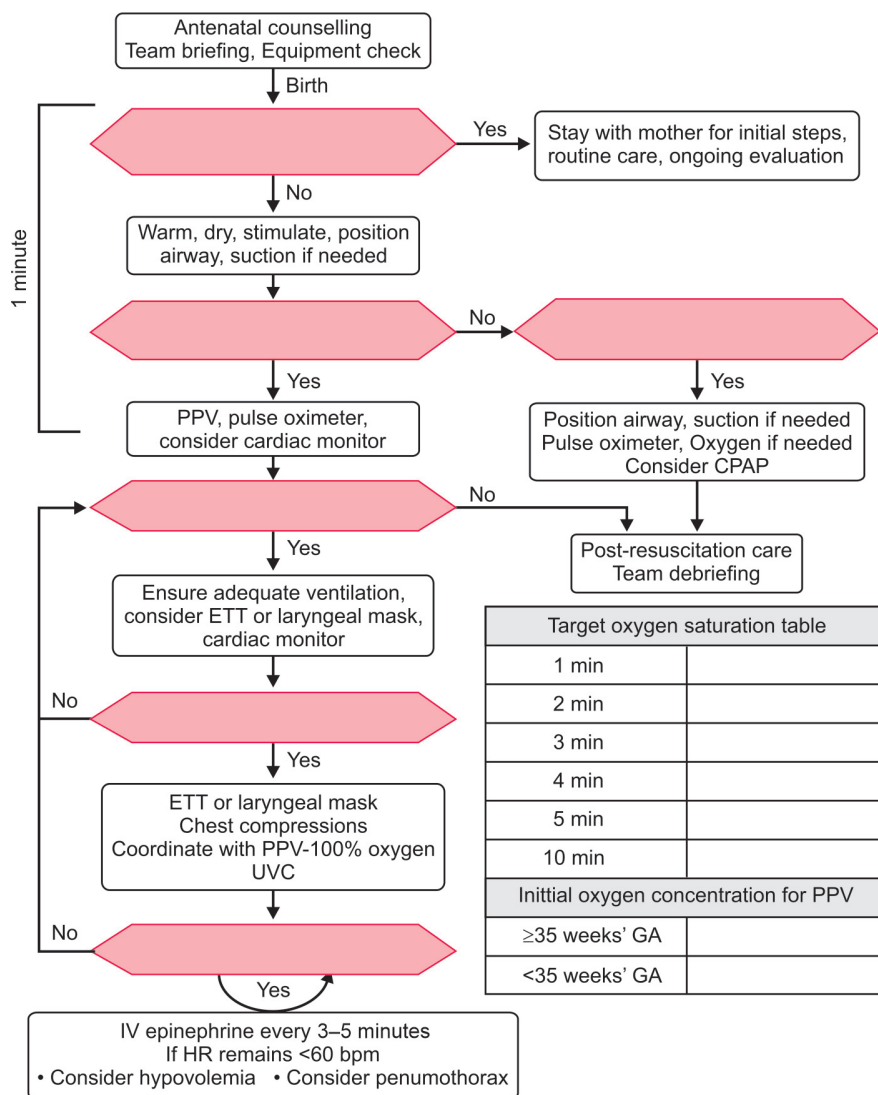 Antenatal counselling
Team briefing, Equipment check
Birth
Yes
Stay with mother for initial steps,
routine care, ongoing evaluation
No
Warm, dry, stimulate, position
airway, suction if needed
1 minute
No
Yes
Yes
PPV, pulse oximeter,
consider cardiac monitor
Position airway, suction if needed
Pulse oximeter, Oxygen if needed
Consider CPAP
No
Yes
Post-resuscitation care
Team debriefing
Ensure adequate ventilation,
consider ETT or laryngeal mask,
cardiac monitor
No
Yes
ETT or laryngeal mask
Chest compressions
Coordinate with PPV-100% oxygen
UVC
No
Yes
IV epinephrine every 3–5 minutes
If HR remains <60 bpm
• Consider hypovolemia • Consider penumothorax
Target oxygen saturation table
1 min
2 min
3 min
4 min
5 min
10 min
Inittial oxygen concentration for PPV
≥35 weeks' GA
<35 weeks' GA